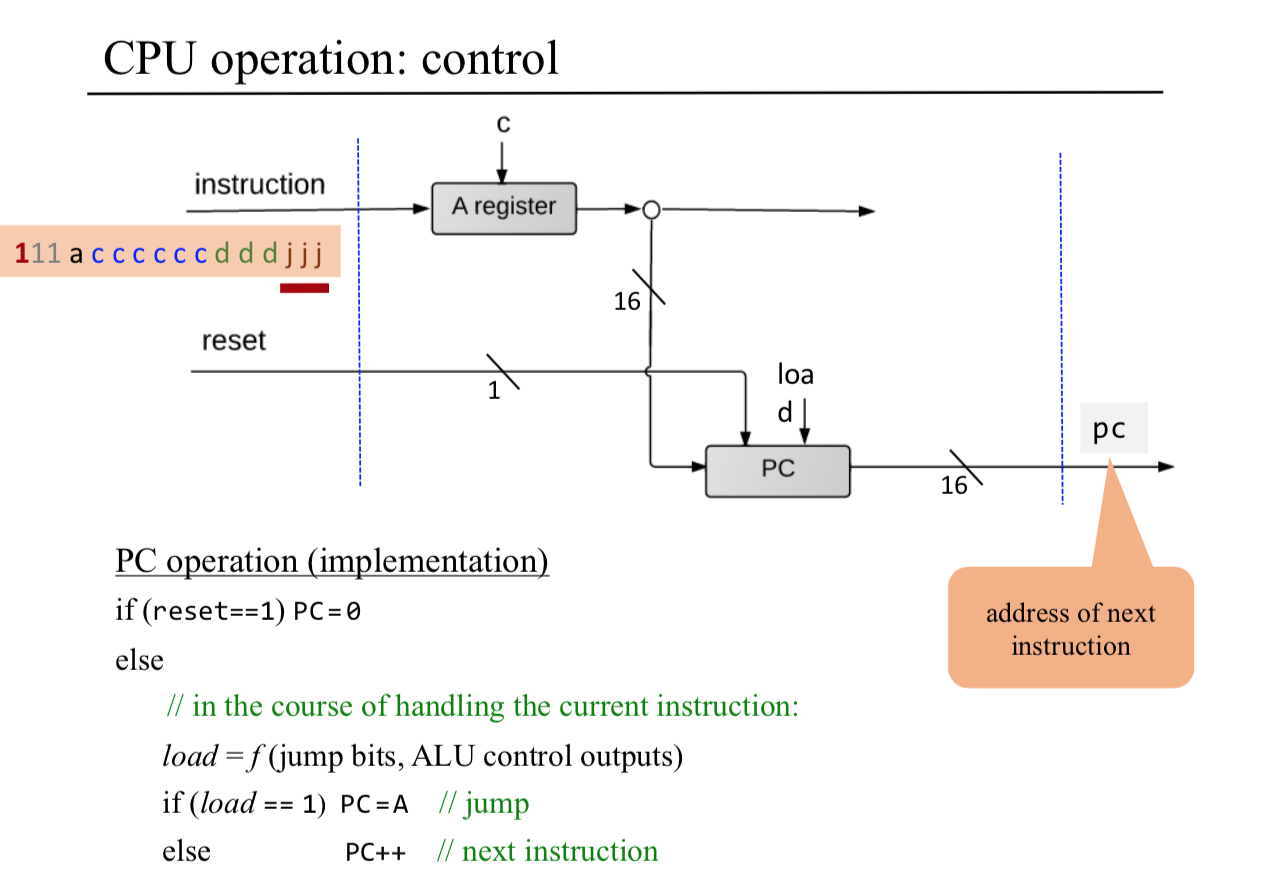 CPU operation: control
c
instruction
A register
111 a c c c c c c d d d j j j
16
reset
1
loa
d
pc
PC
16
PC operation (implementation)
if (reset==1) PC=0
address of next
instruction
else
// in the course of handling the current instruction:
load = f (jump bits, ALU control outputs)
if (load == 1) PC=A // jump
else PC++ // next instruction